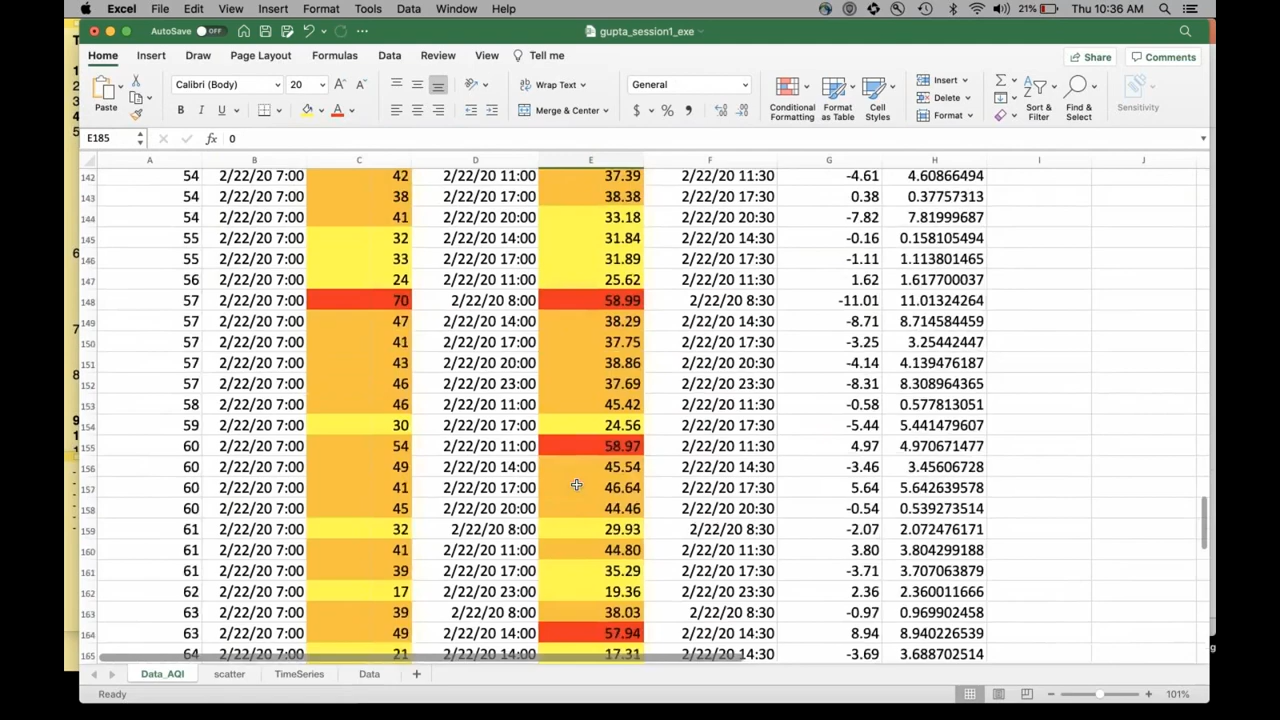 Excel File Edit View Insert Format Tools Data Window Help 21% Thu 10:36 AM
AutoSave OFF gupta_session1_exe
Home Insert Draw Page Layout Formulas Data Review View Tell me Share Comments
Paste Calibri (Body) 20 A A Wrap Text General Conditional Formatting Format as Table Cell Styles Insert Delete Format Sort & Filter Find & Select Sensitivity
B I U A Merge & Center $ %
E185 fx 0
A B C D E F G H I J
142 54 2/22/20 7:00 42 2/22/20 11:00 37.39 2/22/20 11:30 -4.61 4.60866494
143 54 2/22/20 7:00 38 2/22/20 17:00 38.38 2/22/20 17:30 0.38 0.37757313
144 54 2/22/20 7:00 41 2/22/20 20:00 33.18 2/22/20 20:30 -7.82 7.81999687
145 55 2/22/20 7:00 32 2/22/20 14:00 31.84 2/22/20 14:30 -0.16 0.158105494
146 55 2/22/20 7:00 33 2/22/20 17:00 31.89 2/22/20 17:30 -1.11 1.113801465
147 56 2/22/20 7:00 24 2/22/20 11:00 25.62 2/22/20 11:30 1.62 1.617700037
148 57 2/22/20 7:00 70 2/22/20 8:00 58.99 2/22/20 8:30 -11.01 11.01324264
149 57 2/22/20 7:00 47 2/22/20 14:00 38.29 2/22/20 14:30 -8.71 8.714584459
150 57 2/22/20 7:00 41 2/22/20 17:00 37.75 2/22/20 17:30 -3.25 3.25442447
151 57 2/22/20 7:00 43 2/22/20 20:00 38.86 2/22/20 20:30 -4.14 4.139476187
152 57 2/22/20 7:00 46 2/22/20 23:00 37.69 2/22/20 23:30 -8.31 8.308964365
153 58 2/22/20 7:00 46 2/22/20 11:00 45.42 2/22/20 11:30 -0.58 0.577813051
154 59 2/22/20 7:00 30 2/22/20 17:00 24.56 2/22/20 17:30 -5.44 5.441479607
155 60 2/22/20 7:00 54 2/22/20 11:00 58.97 2/22/20 11:30 4.97 4.970671477
156 60 2/22/20 7:00 49 2/22/20 14:00 45.54 2/22/20 14:30 -3.46 3.45606728
157 60 2/22/20 7:00 41 2/22/20 17:00 46.64 2/22/20 17:30 5.64 5.642639578
158 60 2/22/20 7:00 45 2/22/20 20:00 44.46 2/22/20 20:30 -0.54 0.539273514
159 61 2/22/20 7:00 32 2/22/20 8:00 29.93 2/22/20 8:30 -2.07 2.072476171
160 61 2/22/20 7:00 41 2/22/20 11:00 44.80 2/22/20 11:30 3.80 3.804299188
161 61 2/22/20 7:00 39 2/22/20 17:00 35.29 2/22/20 17:30 -3.71 3.707063879
162 62 2/22/20 7:00 17 2/22/20 23:00 19.36 2/22/20 23:30 2.36 2.360011666
163 63 2/22/20 7:00 39 2/22/20 8:00 38.03 2/22/20 8:30 -0.97 0.969902458
164 63 2/22/20 7:00 49 2/22/20 14:00 57.94 2/22/20 14:30 8.94 8.940226539
165 64 2/22/20 7:00 21 2/22/20 14:00 17.31 2/22/20 14:30 -3.69 3.688702514
Data_AQI scatter TimeSeries Data
Ready 101%